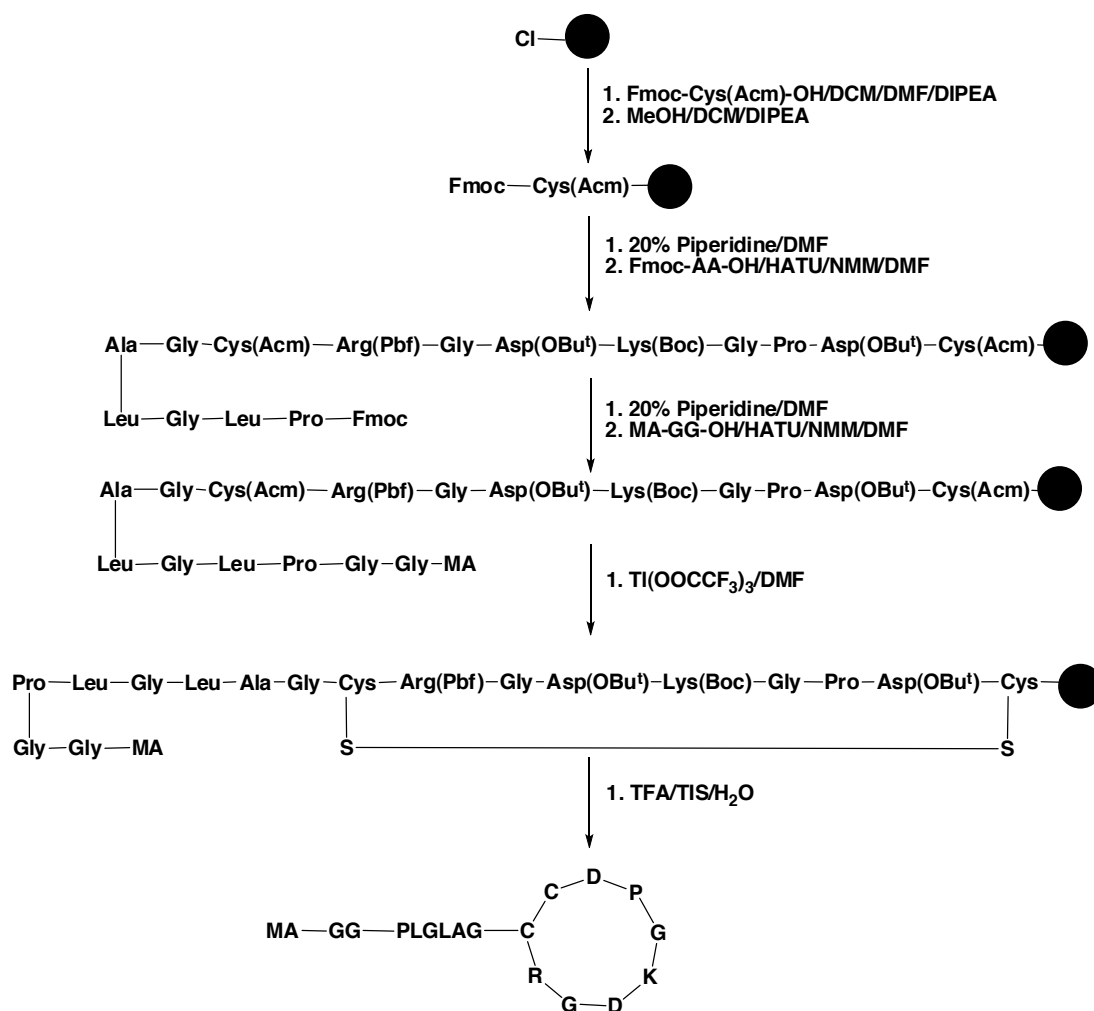 Cl
1. Fmoc-Cys(Acm)-OH/DCM/DMF/DIPEA
2. MeOH/DCM/DIPEA
Fmoc Cys(Acm)
1. 20% Piperidine/DMF
2. Fmoc-AA-OH/HATU/NMM/DMF
Ala Gly Cys(Acm) Arg(Pbf) Gly Asp(OBuᵗ) Lys(Boc) Gly Pro Asp(OBuᵗ) Cys(Acm)
Leu Gly Leu Pro Fmoc
1. 20% Piperidine/DMF
2. MA-GG-OH/HATU/NMM/DMF
Ala Gly Cys(Acm) Arg(Pbf) Gly Asp(OBuᵗ) Lys(Boc) Gly Pro Asp(OBuᵗ) Cys(Acm)
Leu Gly Leu Pro Gly Gly MA
1. Tl(OOCCF₃)₃/DMF
Pro Leu Gly Leu Ala Gly Cys Arg(Pbf) Gly Asp(OBuᵗ) Lys(Boc) Gly Pro Asp(OBuᵗ) Cys
Gly Gly MA S S
1. TFA/TIS/H₂O
C D P
MA GG PLGLAG C G
R K
G D